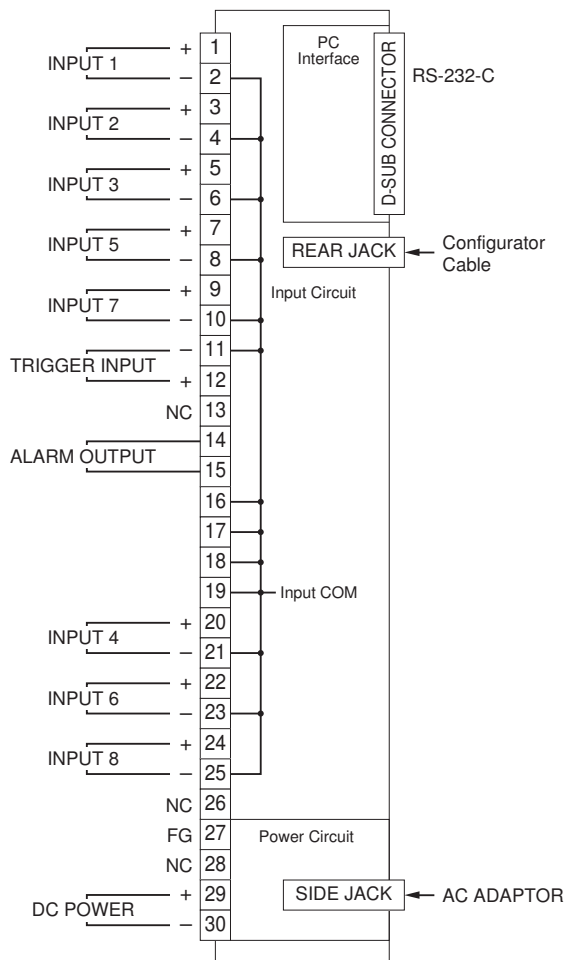 PC
Interface
D-SUB CONNECTOR
RS-232-C
REAR JACK
Configurator
Cable
Input Circuit
INPUT 1
+ 1
– 2
INPUT 2
+ 3
– 4
INPUT 3
+ 5
– 6
INPUT 5
+ 7
– 8
INPUT 7
+ 9
– 10
TRIGGER INPUT
– 11
+ 12
NC 13
ALARM OUTPUT
14
15
16
17
18
19 Input COM
INPUT 4
+ 20
– 21
INPUT 6
+ 22
– 23
INPUT 8
+ 24
– 25
NC 26
FG 27
Power Circuit
NC 28
DC POWER
+ 29
– 30
SIDE JACK
AC ADAPTOR